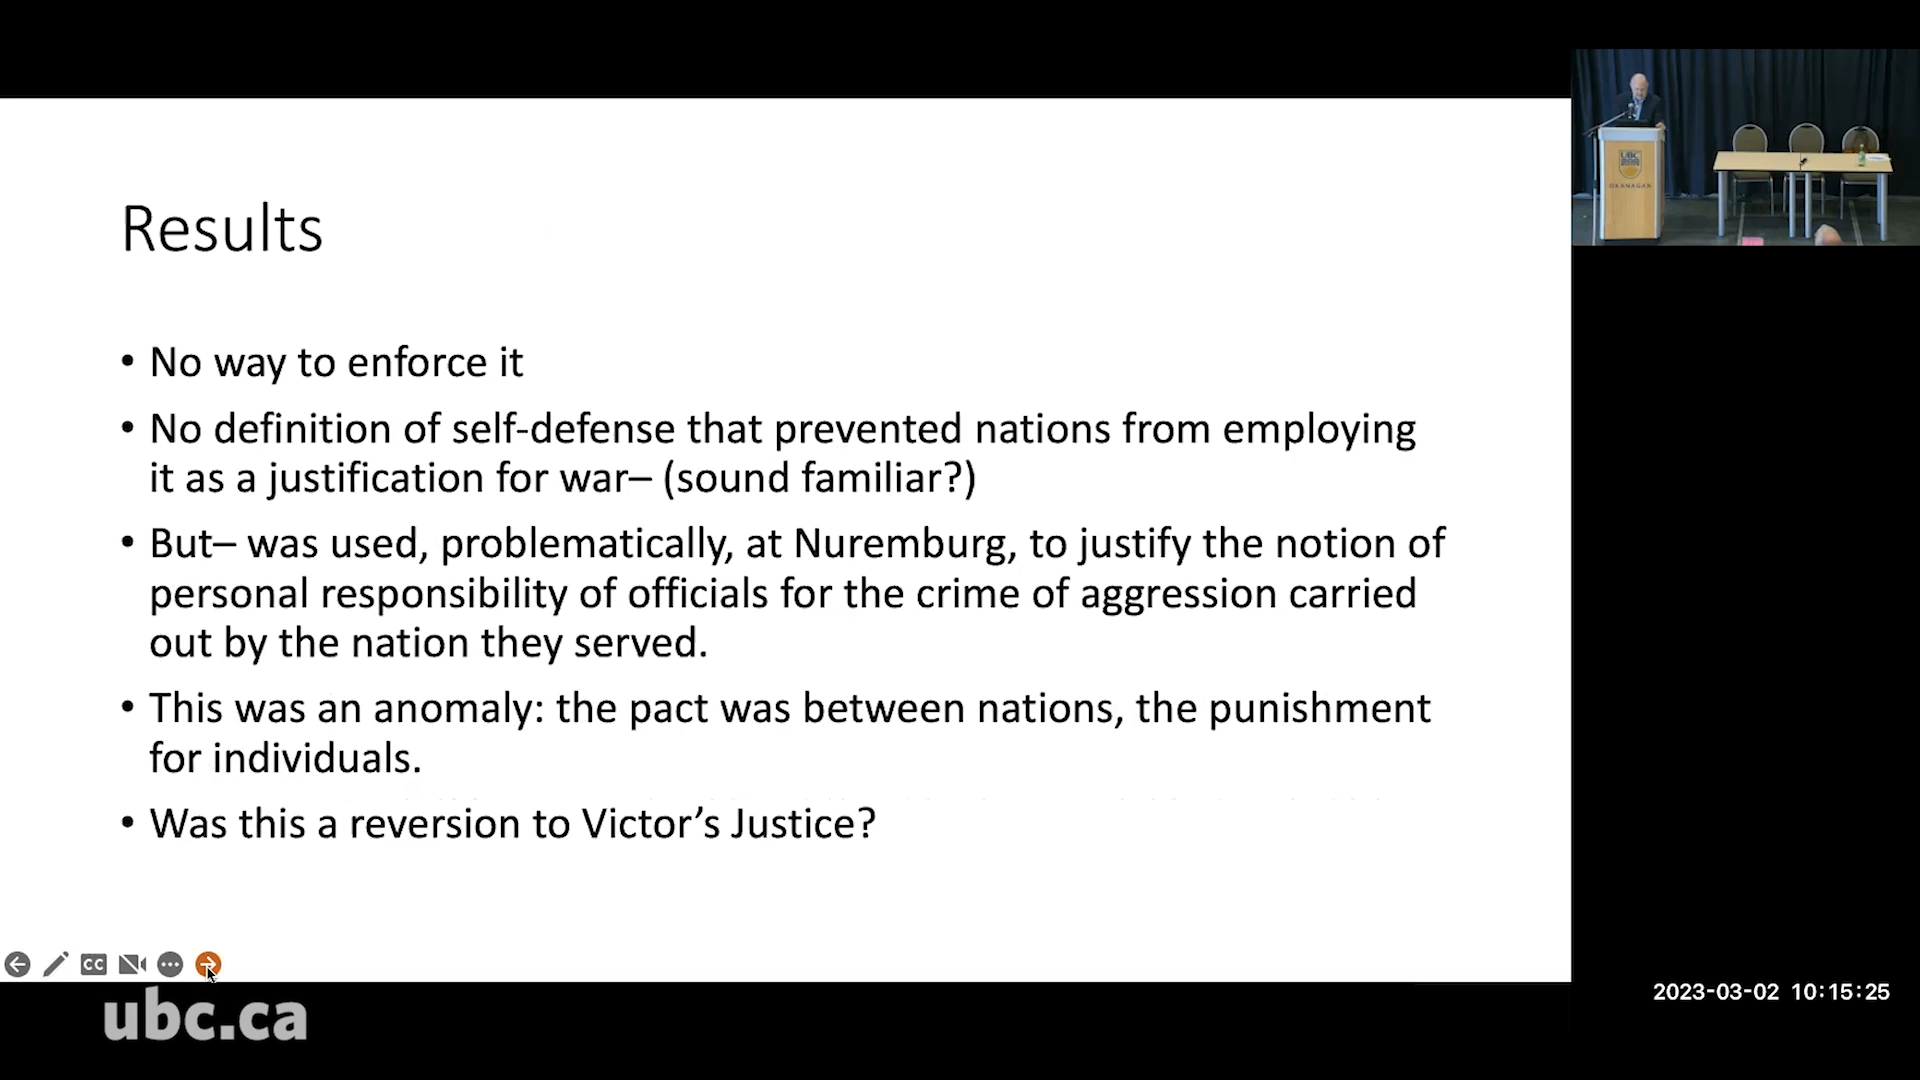 Results
• No way to enforce it
• No definition of self-defense that prevented nations from employing
it as a justification for war– (sound familiar?)
• But– was used, problematically, at Nuremburg, to justify the notion of
personal responsibility of officials for the crime of aggression carried
out by the nation they served.
• This was an anomaly: the pact was between nations, the punishment
for individuals.
• Was this a reversion to Victor’s Justice?
CC
ubc.ca
UBC
OKANAGAN
2023-03-02 10:15:25